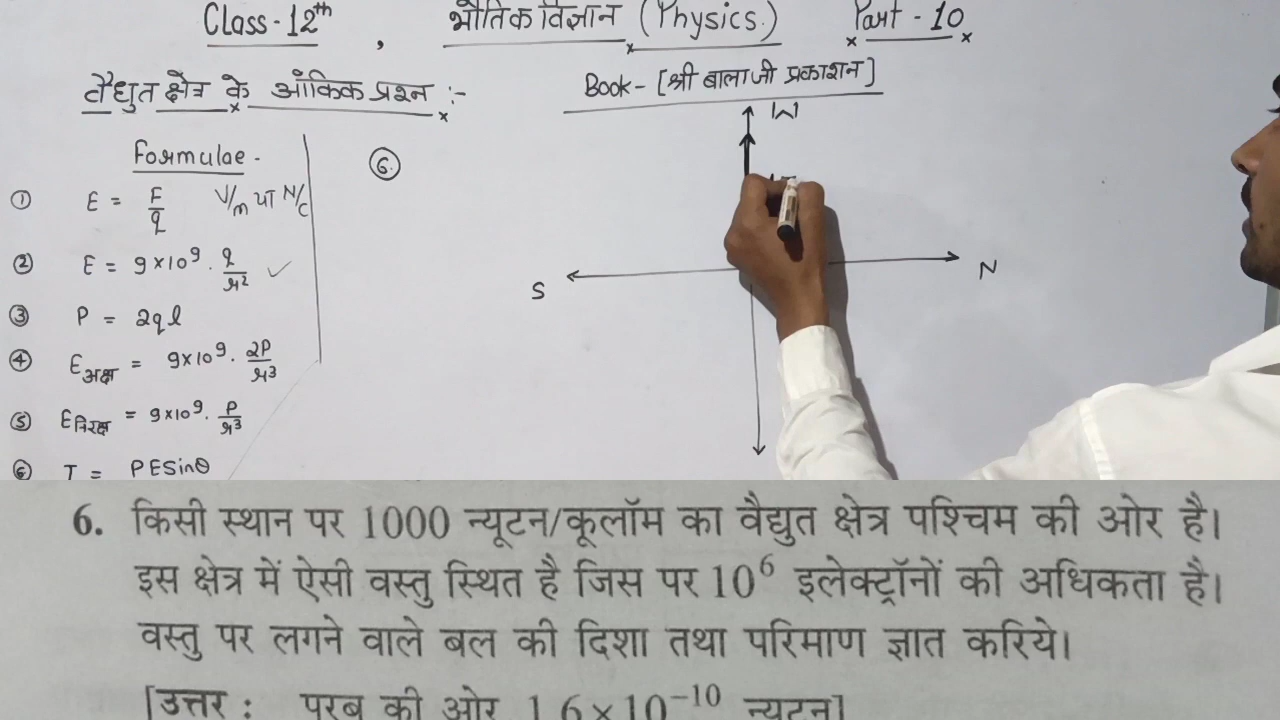 Class-12th , भौतिक विज्ञान (Physics.) Part - 10
वैद्युत क्षेत्र के आंकिक प्रश्न :-
Book- [श्री बालाजी प्रकाशन]
Formulae -
① E = F/q V/m या N/C
② E = 9×10⁹ . q/r² ✓
③ P = 2ql
④ Eअक्ष = 9×10⁹ . 2P/r³
⑤ Eनिरक्ष = 9×10⁹ . P/r³
⑥ T = PESinθ
⑥.
W
S
N
6. किसी स्थान पर 1000 न्यूटन/कूलॉम का वैद्युत क्षेत्र पश्चिम की ओर है।
इस क्षेत्र में ऐसी वस्तु स्थित है जिस पर 10⁶ इलेक्ट्रॉनों की अधिकता है।
वस्तु पर लगने वाले बल की दिशा तथा परिमाण ज्ञात करिये।
[उत्तर : पूरब की ओर 1.6×10⁻¹⁰ न्यूटन]